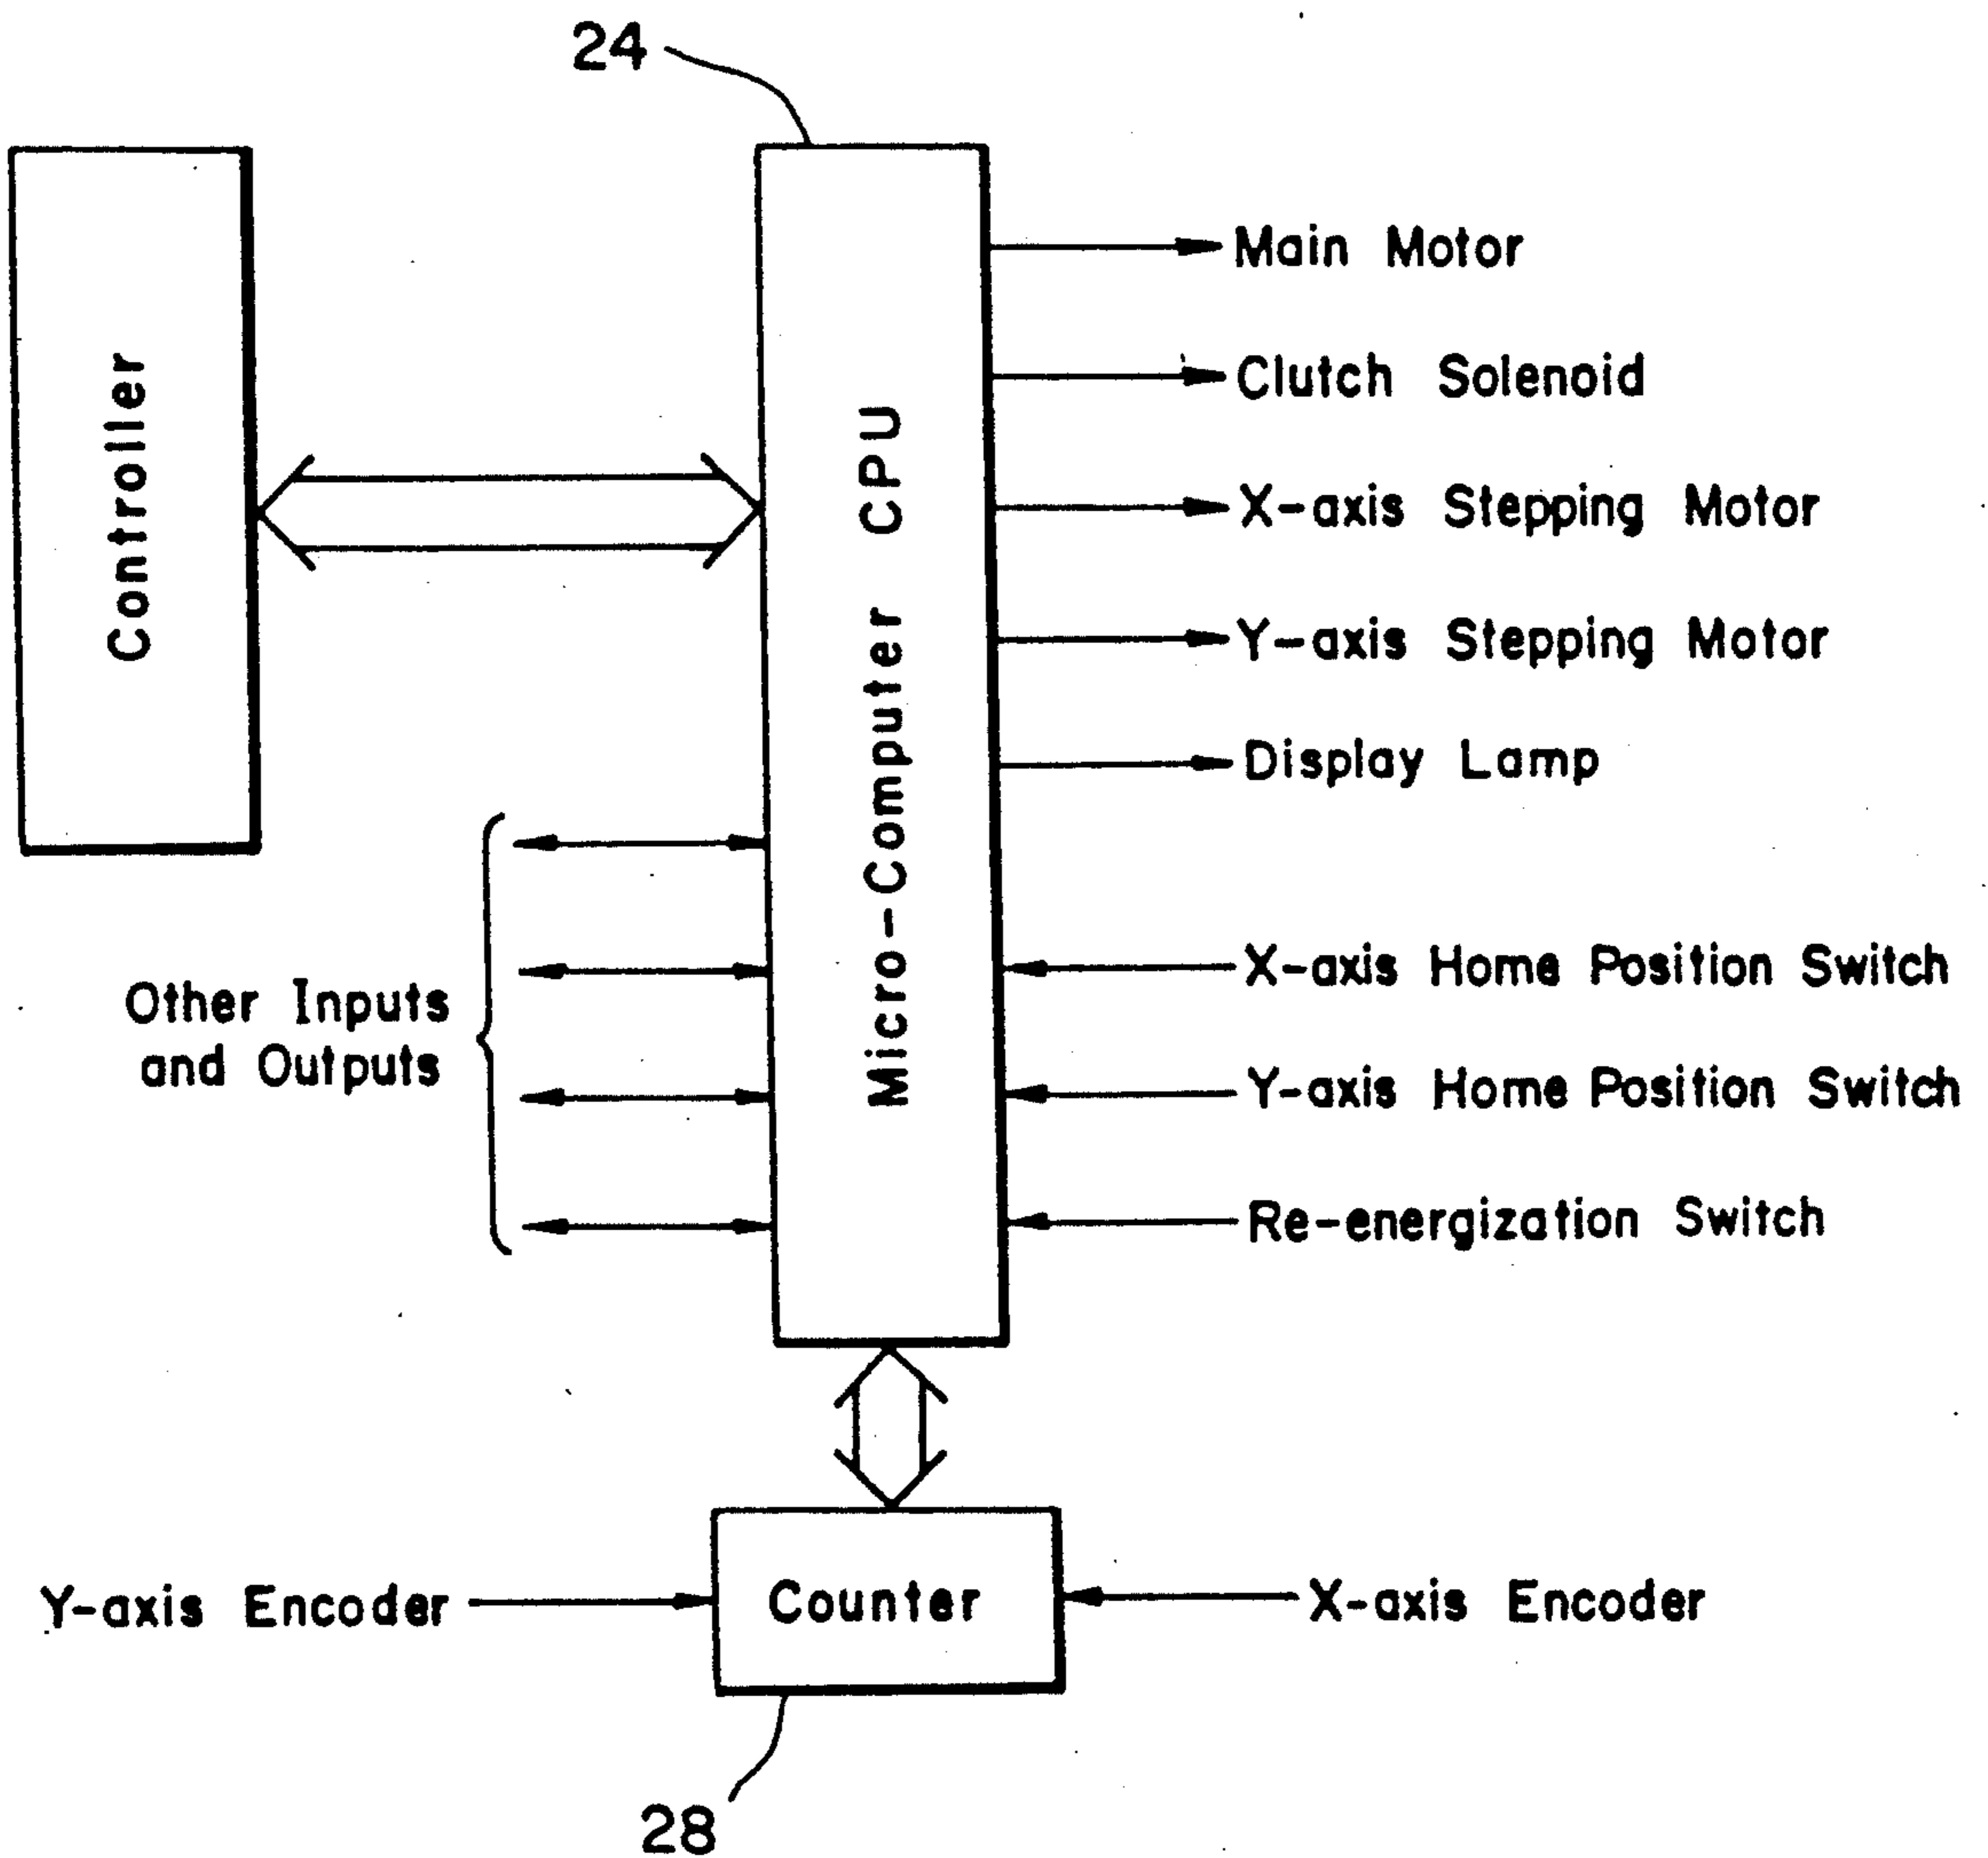 24
Controller
Micro-Computer CPU
Main Motor
Clutch Solenoid
X-axis Stepping Motor
Y-axis Stepping Motor
Display Lamp
Other Inputs
and Outputs
X-axis Home Position Switch
Y-axis Home Position Switch
Re-energization Switch
Y-axis Encoder
Counter
X-axis Encoder
28